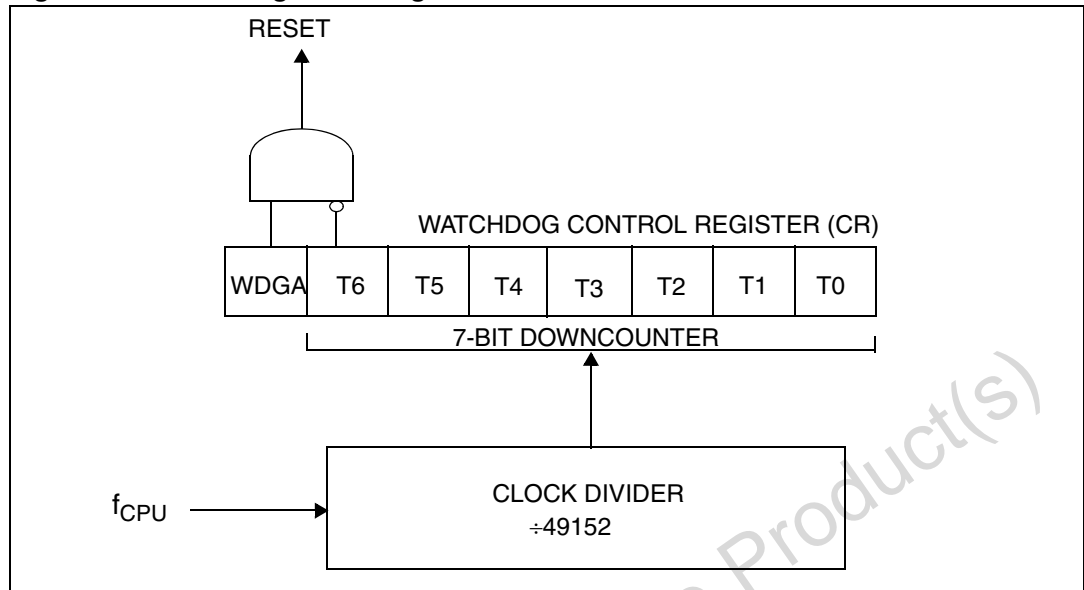 RESET
WATCHDOG CONTROL REGISTER (CR)
WDGA T6 T5 T4 T3 T2 T1 T0
7-BIT DOWNCOUNTER
fCPU
CLOCK DIVIDER
÷49152
Product(s)